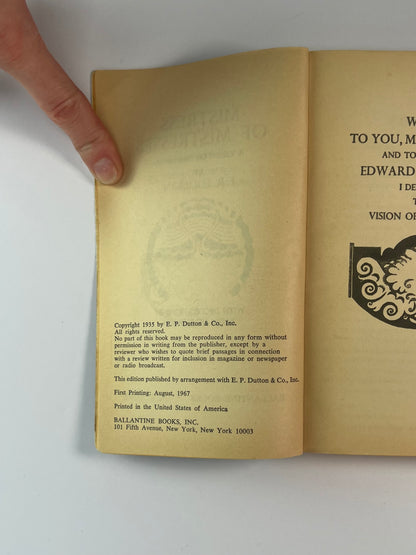 Copyright 1935 by E. P. Dutton & Co., Inc.
All rights reserved.
No part of this book may be reproduced in any form without
permission in writing from the publisher, except by a
reviewer who wishes to quote brief passages in connection
with a review written for inclusion in magazine or newspaper
or radio broadcast.
This edition published by arrangement with E. P. Dutton & Co., Inc.
First Printing: August, 1967
Printed in the United States of America
BALLANTINE BOOKS, INC.
101 Fifth Avenue, New York, New York 10003
W
TO YOU, M
AND TO
EDWARD
I DE
T
VISION OF